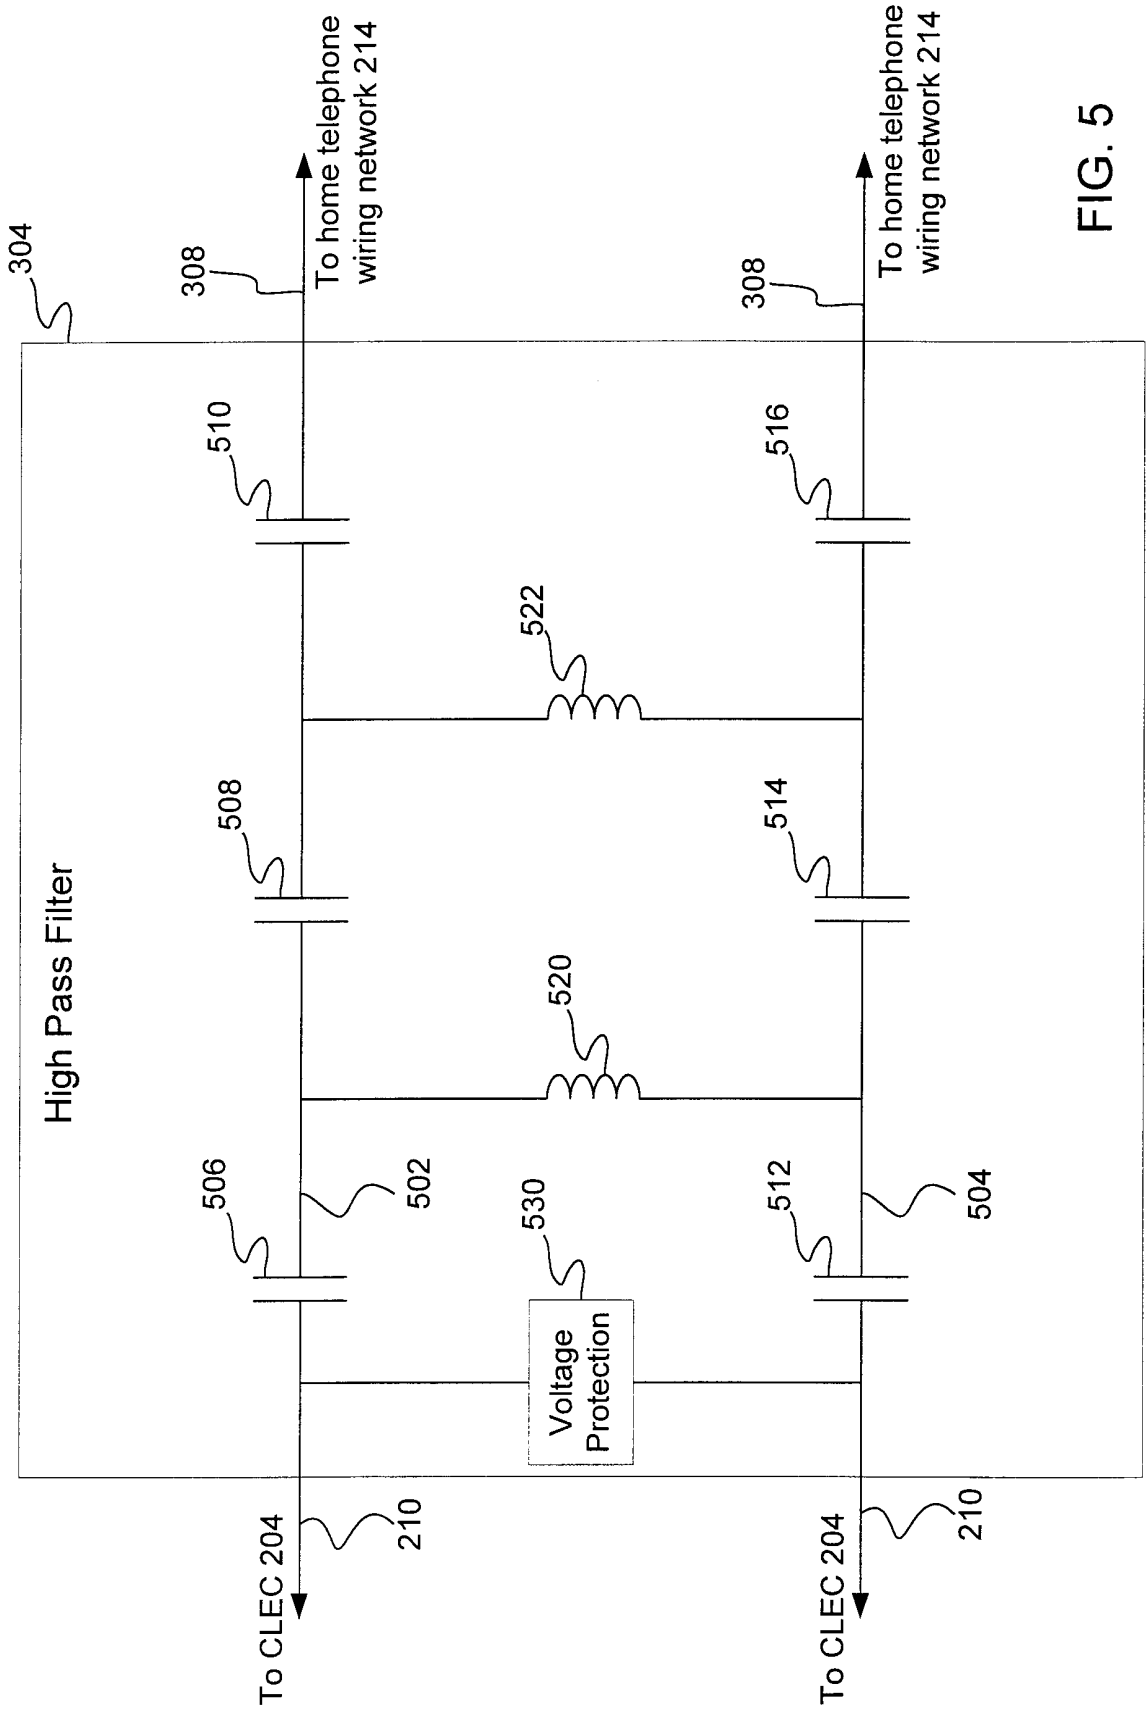 304
High Pass Filter
506
508
510
308
To CLEC 204
210
502
To home telephone
wiring network 214
530
520
522
Voltage
Protection
512
514
516
308
To CLEC 204
210
504
To home telephone
wiring network 214
FIG. 5